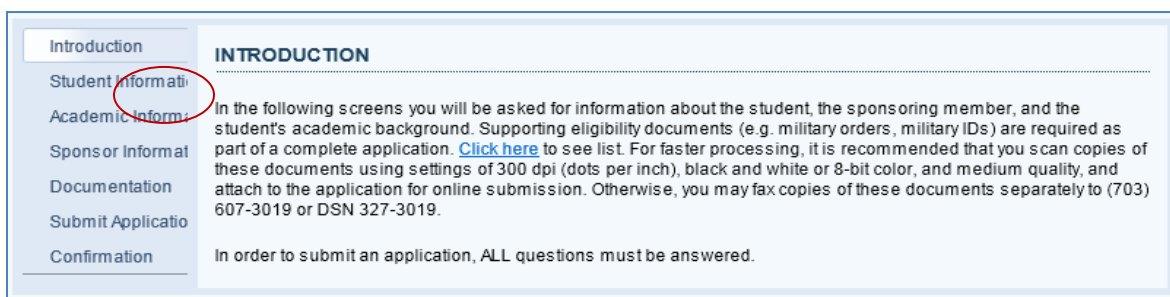 Introduction
Student Informati
Academic Informa
Sponsor Informat
Documentation
Submit Applicatio
Confirmation
INTRODUCTION
In the following screens you will be asked for information about the student, the sponsoring member, and the
student's academic background. Supporting eligibility documents (e.g. military orders, military IDs) are required as
part of a complete application. Click here to see list. For faster processing, it is recommended that you scan copies of
these documents using settings of 300 dpi (dots per inch), black and white or 8-bit color, and medium quality, and
attach to the application for online submission. Otherwise, you may fax copies of these documents separately to (703)
607-3019 or DSN 327-3019.
In order to submit an application, ALL questions must be answered.